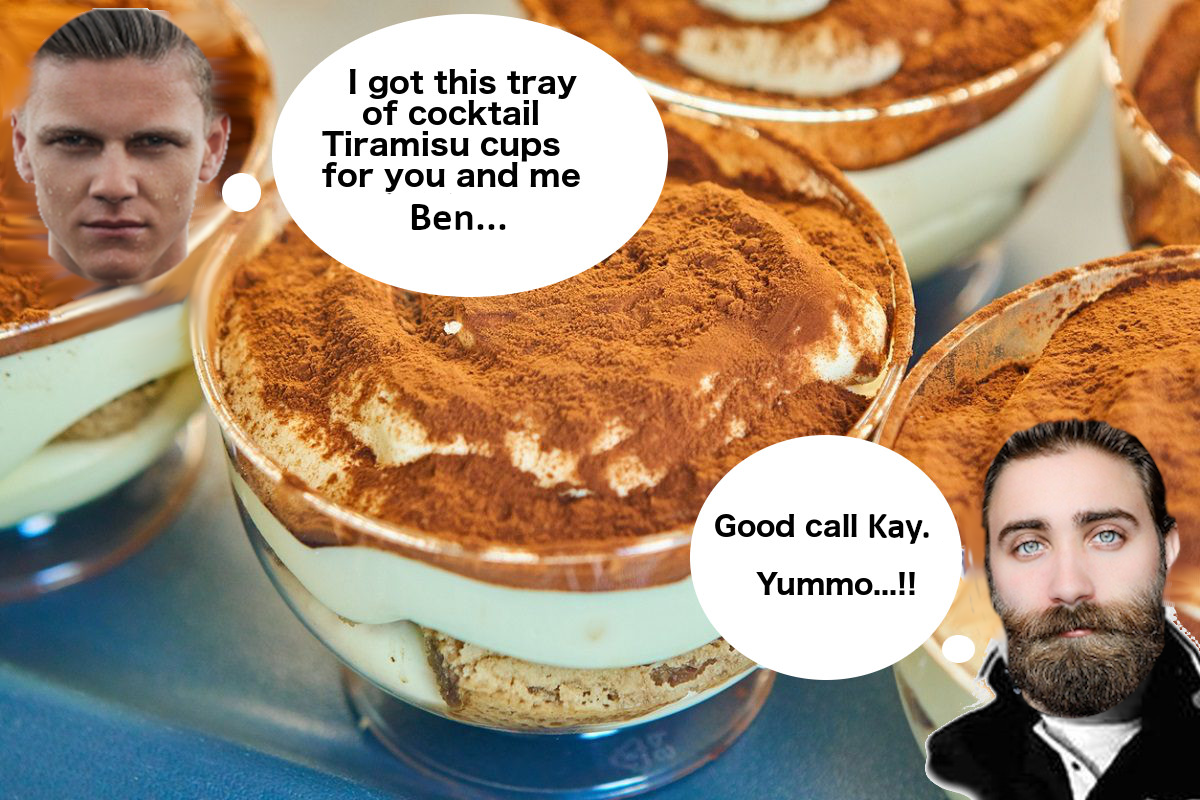 I got this tray
of cocktail
Tiramisu cups
for you and me
Ben...
Good call Kay.
Yummo...!!